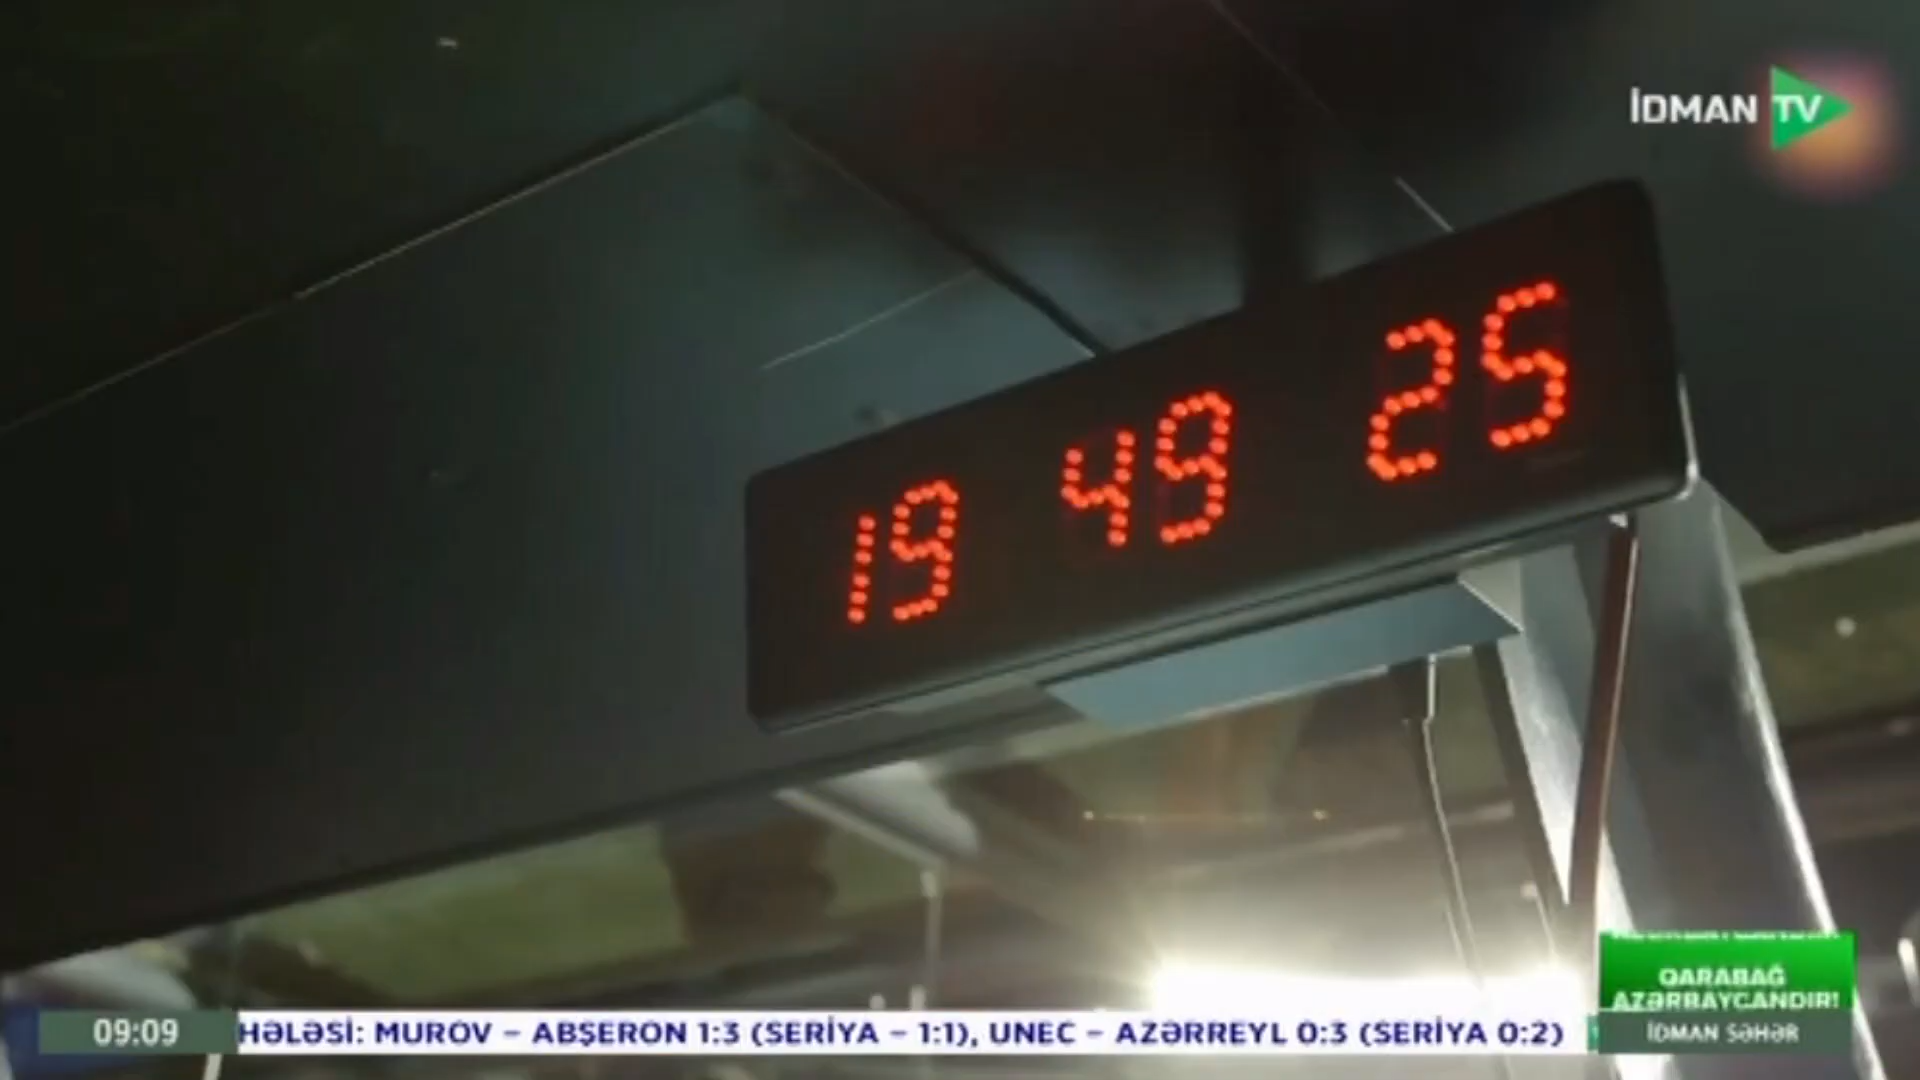 İDMAN TV
19 49 25
QARABAĞ
AZƏRBAYCANDIR!
09:09
HƏLƏSİ: MUROV – ABŞERON 1:3 (SERİYA – 1:1), UNEC – AZƏRREYL 0:3 (SERİYA 0:2)
İDMAN SƏHƏR